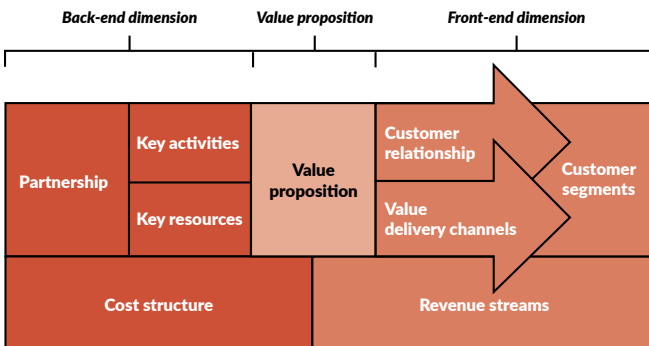 Back-end dimension
Value proposition
Front-end dimension
Partnership
Key activities
Key resources
Value
proposition
Customer
relationship
Value
delivery channels
Customer
segments
Cost structure
Revenue streams